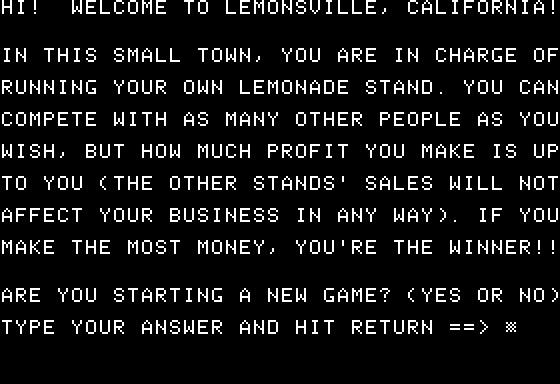 HI!  WELCOME TO LEMONSVILLE, CALIFORNIA!
IN THIS SMALL TOWN, YOU ARE IN CHARGE OF
RUNNING YOUR OWN LEMONADE STAND. YOU CAN
COMPETE WITH AS MANY OTHER PEOPLE AS YOU
WISH, BUT HOW MUCH PROFIT YOU MAKE IS UP
TO YOU (THE OTHER STANDS' SALES WILL NOT
AFFECT YOUR BUSINESS IN ANY WAY). IF YOU
MAKE THE MOST MONEY, YOU'RE THE WINNER!!
ARE YOU STARTING A NEW GAME? (YES OR NO)
TYPE YOUR ANSWER AND HIT RETURN ==>